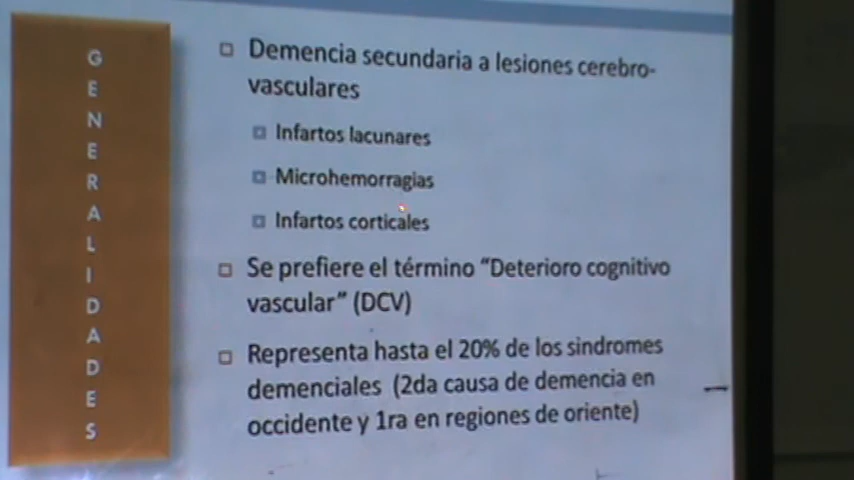 GENERALIDADES
Demencia secundaria a lesiones cerebro-
vasculares
Infartos lacunares
Microhemorragias
Infartos corticales
Se prefiere el término “Deterioro cognitivo
vascular” (DCV)
Representa hasta el 20% de los sindromes
demenciales (2da causa de demencia en
occidente y 1ra en regiones de oriente)